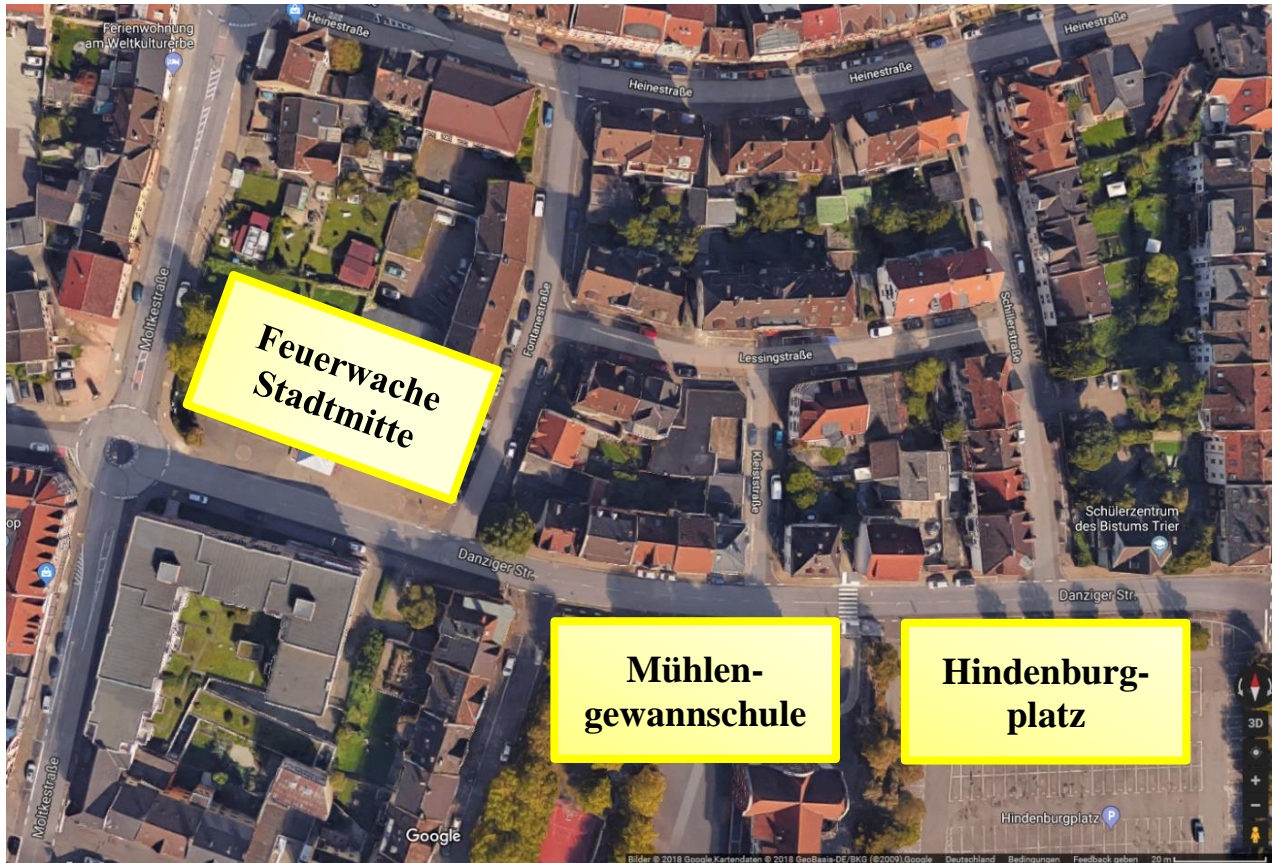 Heinestraße
Ferienwohnung
am Weltkulturerbe
Heinestraße
Heinestraße
Heinestraße
Moltkestraße
Fontanestraße
Schillerstraße
Lessingstraße
Feuerwache
Stadtmitte
Kleiststraße
Schülerzentrum
des Bistums Trier
op
Danziger Str.
Danziger Str.
Mühlen-
gewannschule
Hindenburg-
platz
3D
Moltkestraße
Hindenburgplatz
P
Google
Bilder © 2018 Google,Kartendaten © 2018 GeoBasis-DE/BKG (©2009),Google Deutschland Bedingungen Feedback geben 20 m